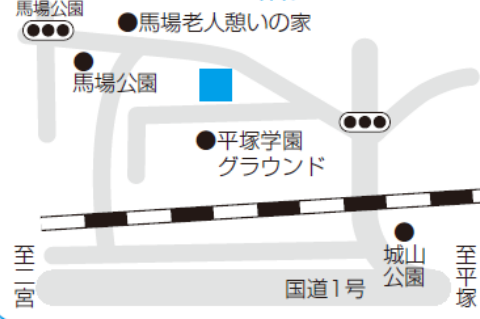 馬場公園
●馬場老人憩いの家
●
馬場公園
●平塚学園
グラウンド
●
城山
公園
至二宮
至平塚
国道1号